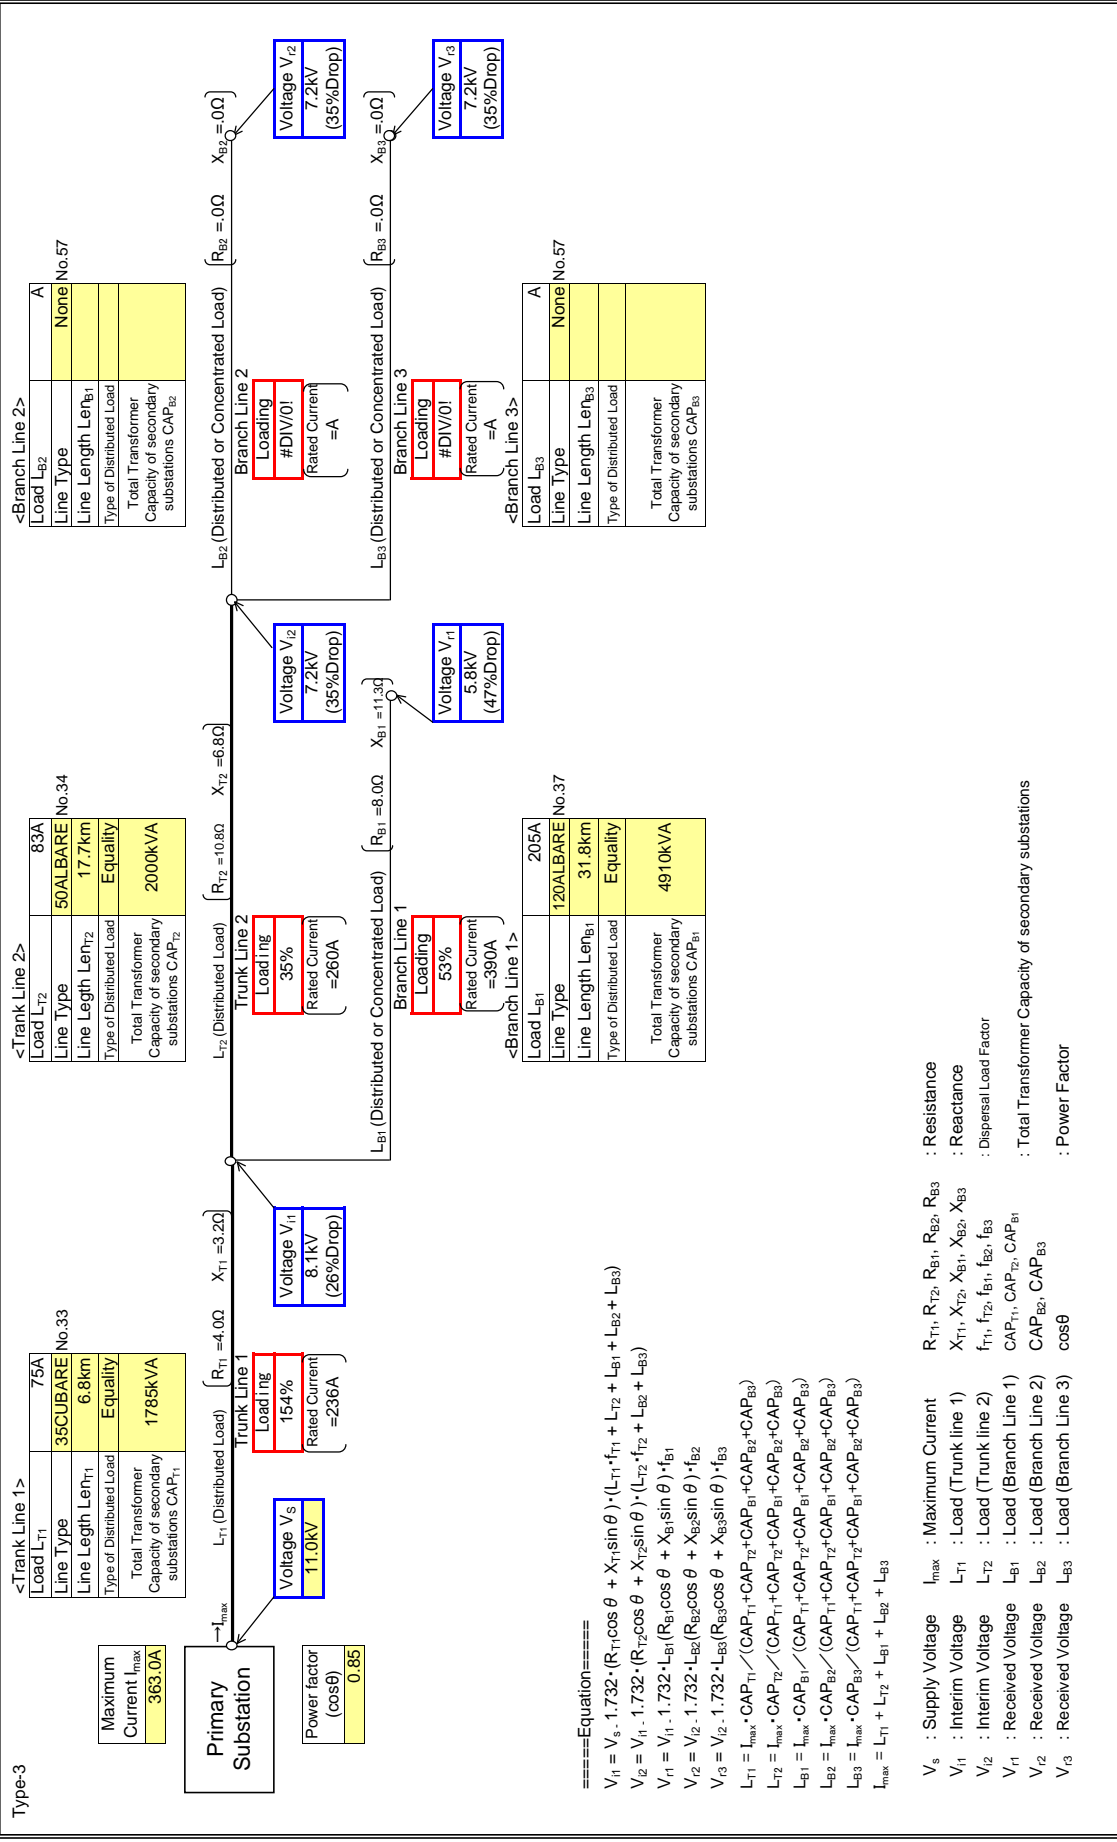 Type-3
Maximum
Current Imax
363.0A
Primary
Substation
Power factor
(cosθ)
0.85
→Imax
Voltage VS
11.0kV
<Trank Line 1>
Load LT1 75A
Line Type 35CUBARE No.33
Line Legth LenT1 6.8km
Type of Distributed Load Equality
Total Transformer
Capacity of secondary
substations CAPT1
1785kVA
LT1 (Distributed Load)
RT1 =4.0Ω XT1 =3.2Ω
Trunk Line 1
Loading
154%
Rated Current
=236A
Voltage Vi1
8.1kV
(26%Drop)
<Trank Line 2>
Load LT2 83A
Line Type 50ALBARE No.34
Line Legth LenT2 17.7km
Type of Distributed Load Equality
Total Transformer
Capacity of secondary
substations CAPT2
2000kVA
LT2 (Distributed Load)
RT2 =10.8Ω XT2 =6.8Ω
Trunk Line 2
Loading
35%
Rated Current
=260A
Voltage Vi2
7.2kV
(35%Drop)
LB1 (Distributed or Concentrated Load)
RB1 =8.0Ω XB1 =11.3Ω
Branch Line 1
Loading
53%
Rated Current
=390A
Voltage Vr1
5.8kV
(47%Drop)
<Branch Line 1>
Load LB1 205A
Line Type 120ALBARE No.37
Line Length LenB1 31.8km
Type of Distributed Load Equality
Total Transformer
Capacity of secondary
substations CAPB1
4910kVA
<Branch Line 2>
Load LB2 A
Line Type None No.57
Line Length LenB1
Type of Distributed Load
Total Transformer
Capacity of secondary
substations CAPB2
LB2 (Distributed or Concentrated Load)
RB2 =.0Ω XB2 =.0Ω
Branch Line 2
Loading
#DIV/0!
Rated Current
=A
Voltage Vr2
7.2kV
(35%Drop)
LB3 (Distributed or Concentrated Load)
RB3 =.0Ω XB3 =.0Ω
Branch Line 3
Loading
#DIV/0!
Rated Current
=A
Voltage Vr3
7.2kV
(35%Drop)
<Branch Line 3>
Load LB3 A
Line Type None No.57
Line Length LenB3
Type of Distributed Load
Total Transformer
Capacity of secondary
substations CAPB3
=====Equation=====
Vi1 = Vs - 1.732・(RT1cos θ + XT1sin θ)・(LT1・fT1 + LT2 + LB1 + LB2 + LB3)
Vi2 = Vi1 - 1.732・(RT2cos θ + XT2sin θ)・(LT2・fT2 + LB2 + LB3)
Vr1 = Vi1 - 1.732・LB1(RB1cos θ + XB1sin θ)・fB1
Vr2 = Vi2 - 1.732・LB2(RB2cos θ + XB2sin θ)・fB2
Vr3 = Vi2 - 1.732・LB3(RB3cos θ + XB3sin θ)・fB3
LT1 = Imax・CAPT1／(CAPT1+CAPT2+CAPB1+CAPB2+CAPB3)
LT2 = Imax・CAPT2／(CAPT1+CAPT2+CAPB1+CAPB2+CAPB3)
LB1 = Imax・CAPB1／(CAPT1+CAPT2+CAPB1+CAPB2+CAPB3)
LB2 = Imax・CAPB2／(CAPT1+CAPT2+CAPB1+CAPB2+CAPB3)
LB3 = Imax・CAPB3／(CAPT1+CAPT2+CAPB1+CAPB2+CAPB3)
Imax = LT1 + LT2 + LB1 + LB2 + LB3
Vs : Supply Voltage Imax : Maximum Current RT1, RT2, RB1, RB2, RB3 : Resistance
Vi1 : Interim Voltage LT1 : Load (Trunk line 1) XT1, XT2, XB1, XB2, XB3 : Reactance
Vi2 : Interim Voltage LT2 : Load (Trunk line 2) fT1, fT2, fB1, fB2, fB3 : Dispersal Load Factor
Vr1 : Received Voltage LB1 : Load (Branch Line 1) CAPT1, CAPT2, CAPB1 : Total Transformer Capacity of secondary substations
Vr2 : Received Voltage LB2 : Load (Branch Line 2) CAPB2, CAPB3
Vr3 : Received Voltage LB3 : Load (Branch Line 3) cosθ : Power Factor